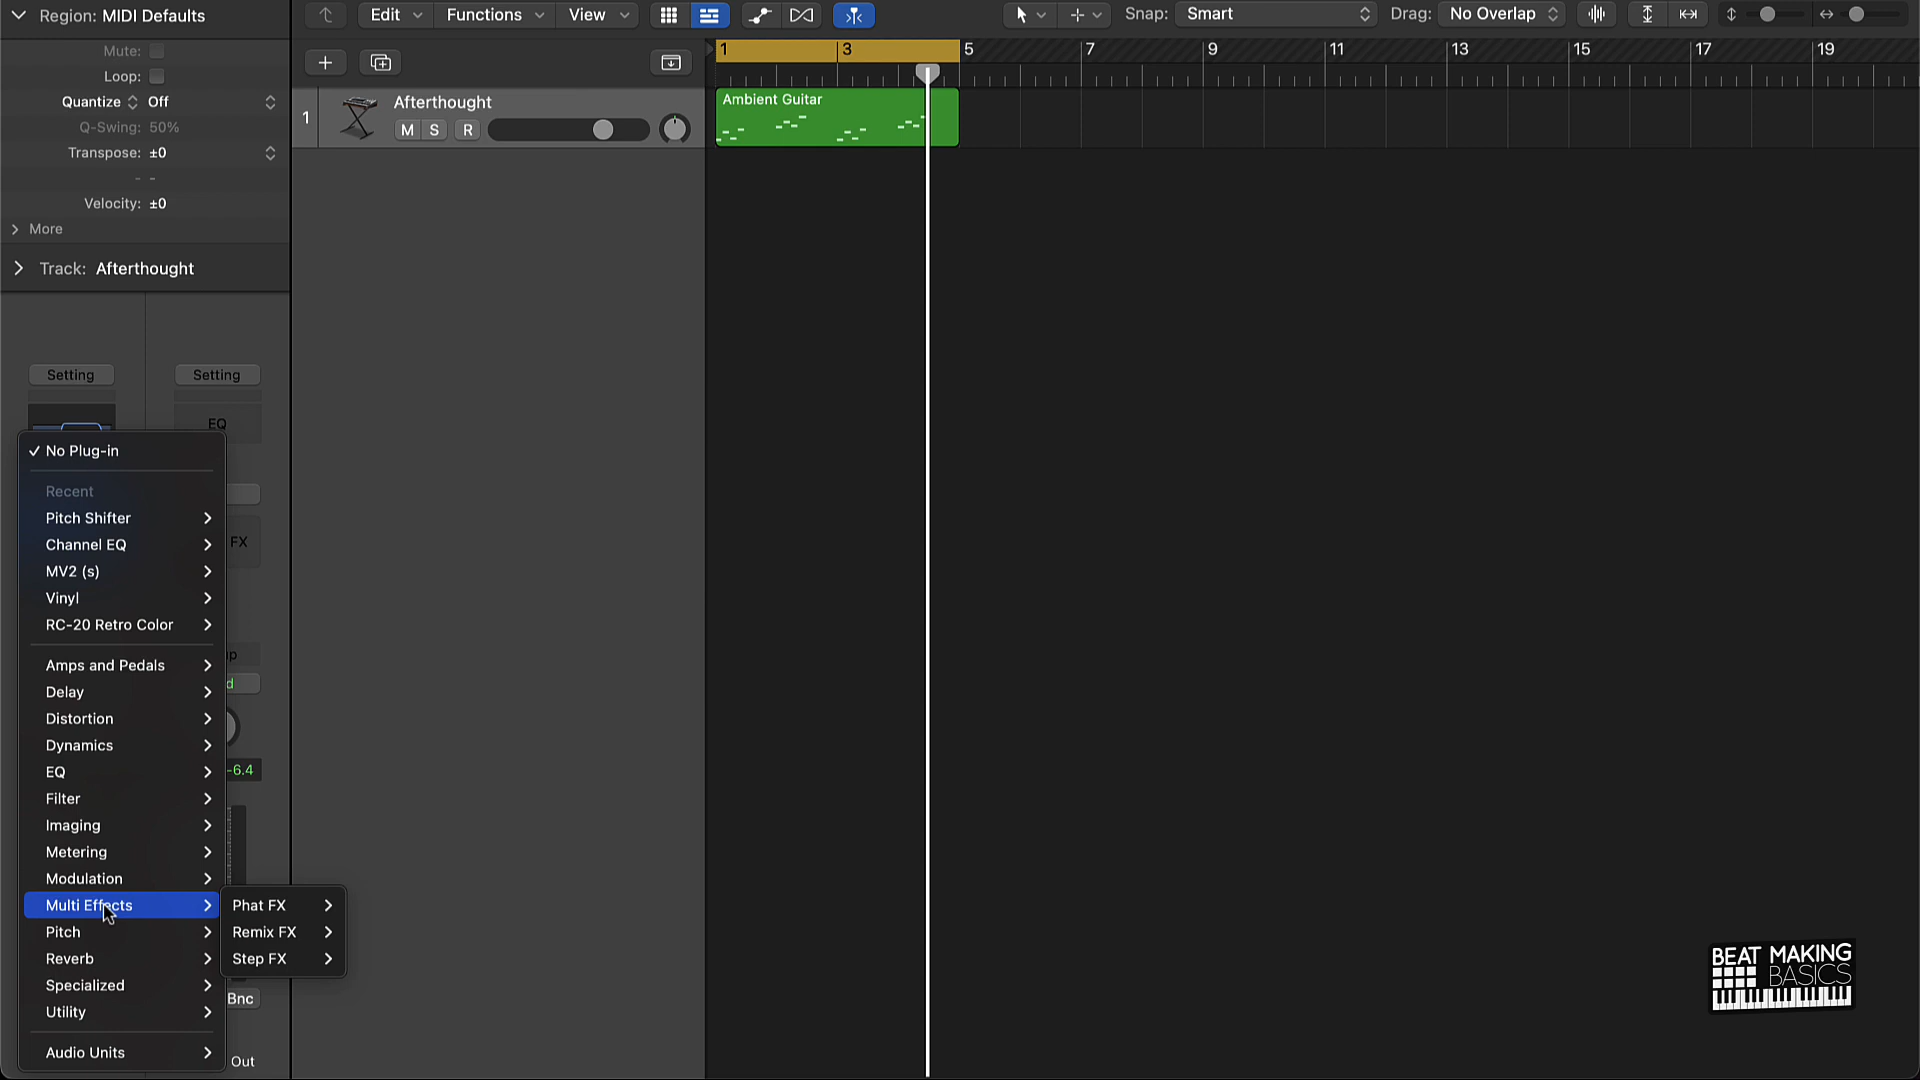 Region: MIDI Defaults
Edit
Functions
View
Snap: Smart
Drag: No Overlap
Mute:
Loop:
Quantize Off
Q-Swing: 50%
Transpose: ±0
- -
Velocity: ±0
More
Track: Afterthought
1 3 5 7 9 11 13 15 17 19
1
Afterthought
M S R
Ambient Guitar
Setting
Setting
EQ
No Plug-in
Recent
Pitch Shifter
Channel EQ
FX
MV2 (s)
Vinyl
RC-20 Retro Color
Amps and Pedals
Delay
Distortion
Dynamics
EQ
-6.4
Filter
Imaging
Metering
Modulation
Multi Effects
Phat FX
Pitch
Remix FX
Reverb
Step FX
Specialized
Bnc
Utility
Audio Units
Out
BEAT MAKING
BASICS